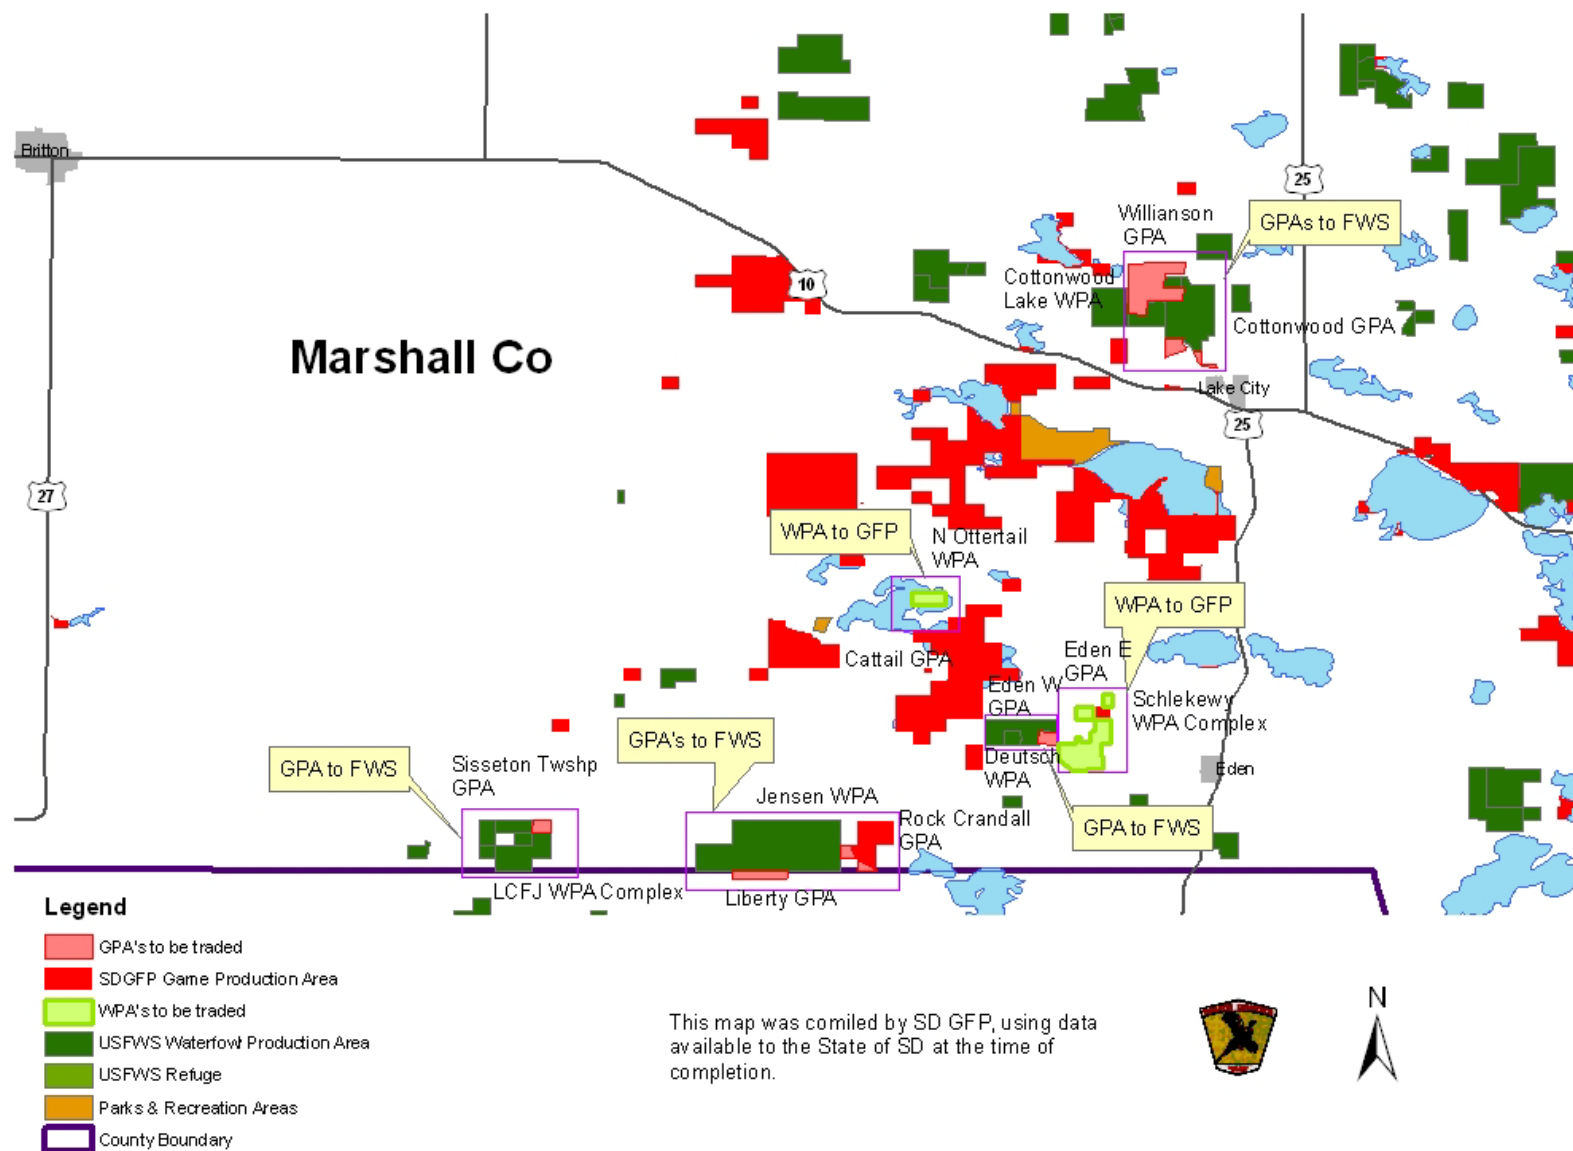 Britton
25
Willianson
GPA
GPAs to FWS
10
Cottonwood
Lake WPA
Cottonwood GPA
Marshall Co
Lake City
25
27
WPA to GFP
N Ottertail
WPA
WPA to GFP
Cattail GPA
Eden E
GPA
Eden W
GPA
Schlekewy
WPA Complex
GPA's to FWS
GPA to FWS
Sisseton Twshp
GPA
Deutsch
WPA
Eden
Jensen WPA
Rock Crandall
GPA
GPA to FWS
LCFJ WPA Complex
Liberty GPA
Legend
GPA's to be traded
SDGFP Game Production Area
WPA's to be traded
USFWS Waterfowl Production Area
USFWS Refuge
Parks & Recreation Areas
County Boundary
This map was comiled by SD GFP, using data
available to the State of SD at the time of
completion.
N